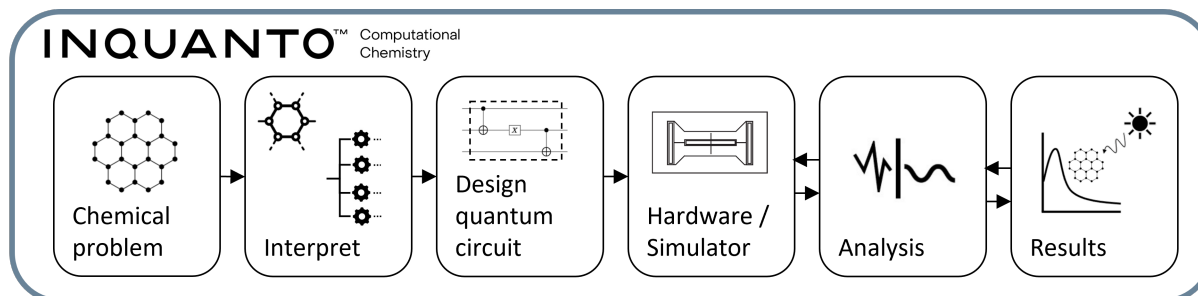 INQUANTO™ Computational
Chemistry
Chemical
problem
Interpret
X
Design
quantum
circuit
Hardware /
Simulator
Analysis
Results